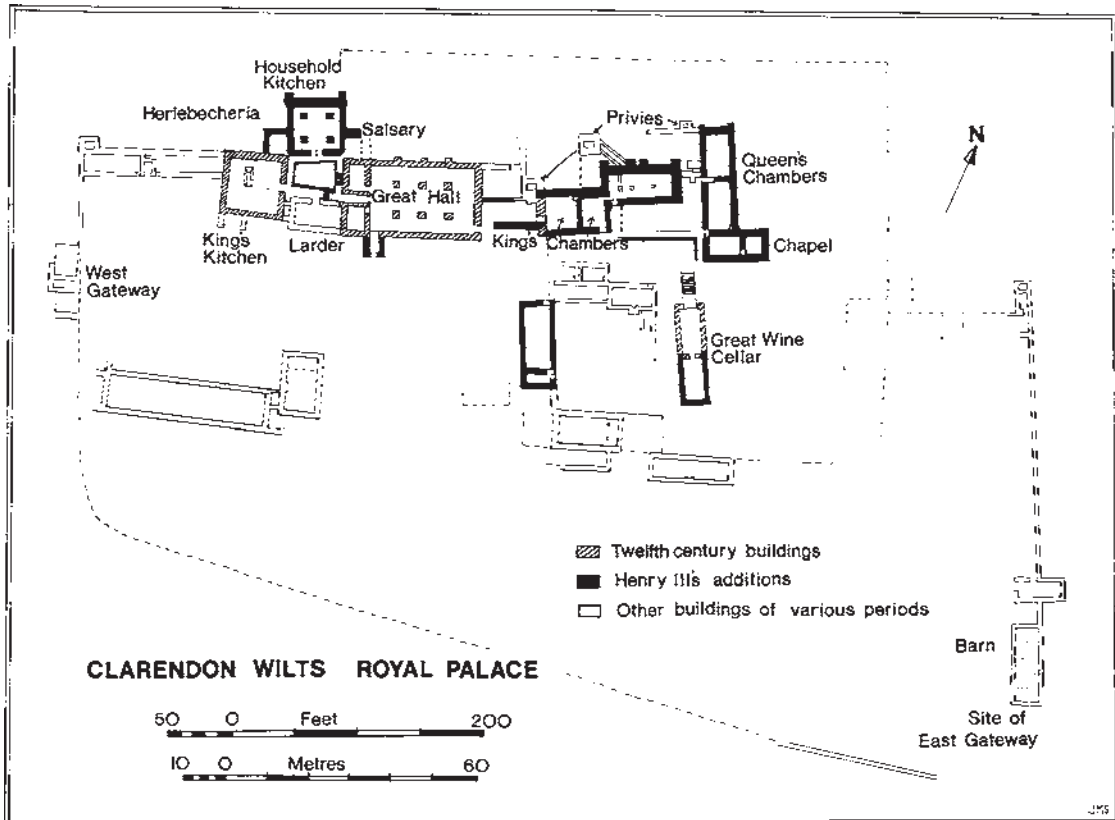 Household
Kitchen
Herlebecheria
Salsary
Privies
N
Queen's
Chambers
Great Hall
Kings
Kitchen
Larder
Kings Chambers
Chapel
West
Gateway
Great Wine
Cellar
Twelfth century buildings
Henry III's additions
Other buildings of various periods
CLARENDON WILTS ROYAL PALACE
Barn
50 0 Feet 200
Site of
East Gateway
10 0 Metres 60